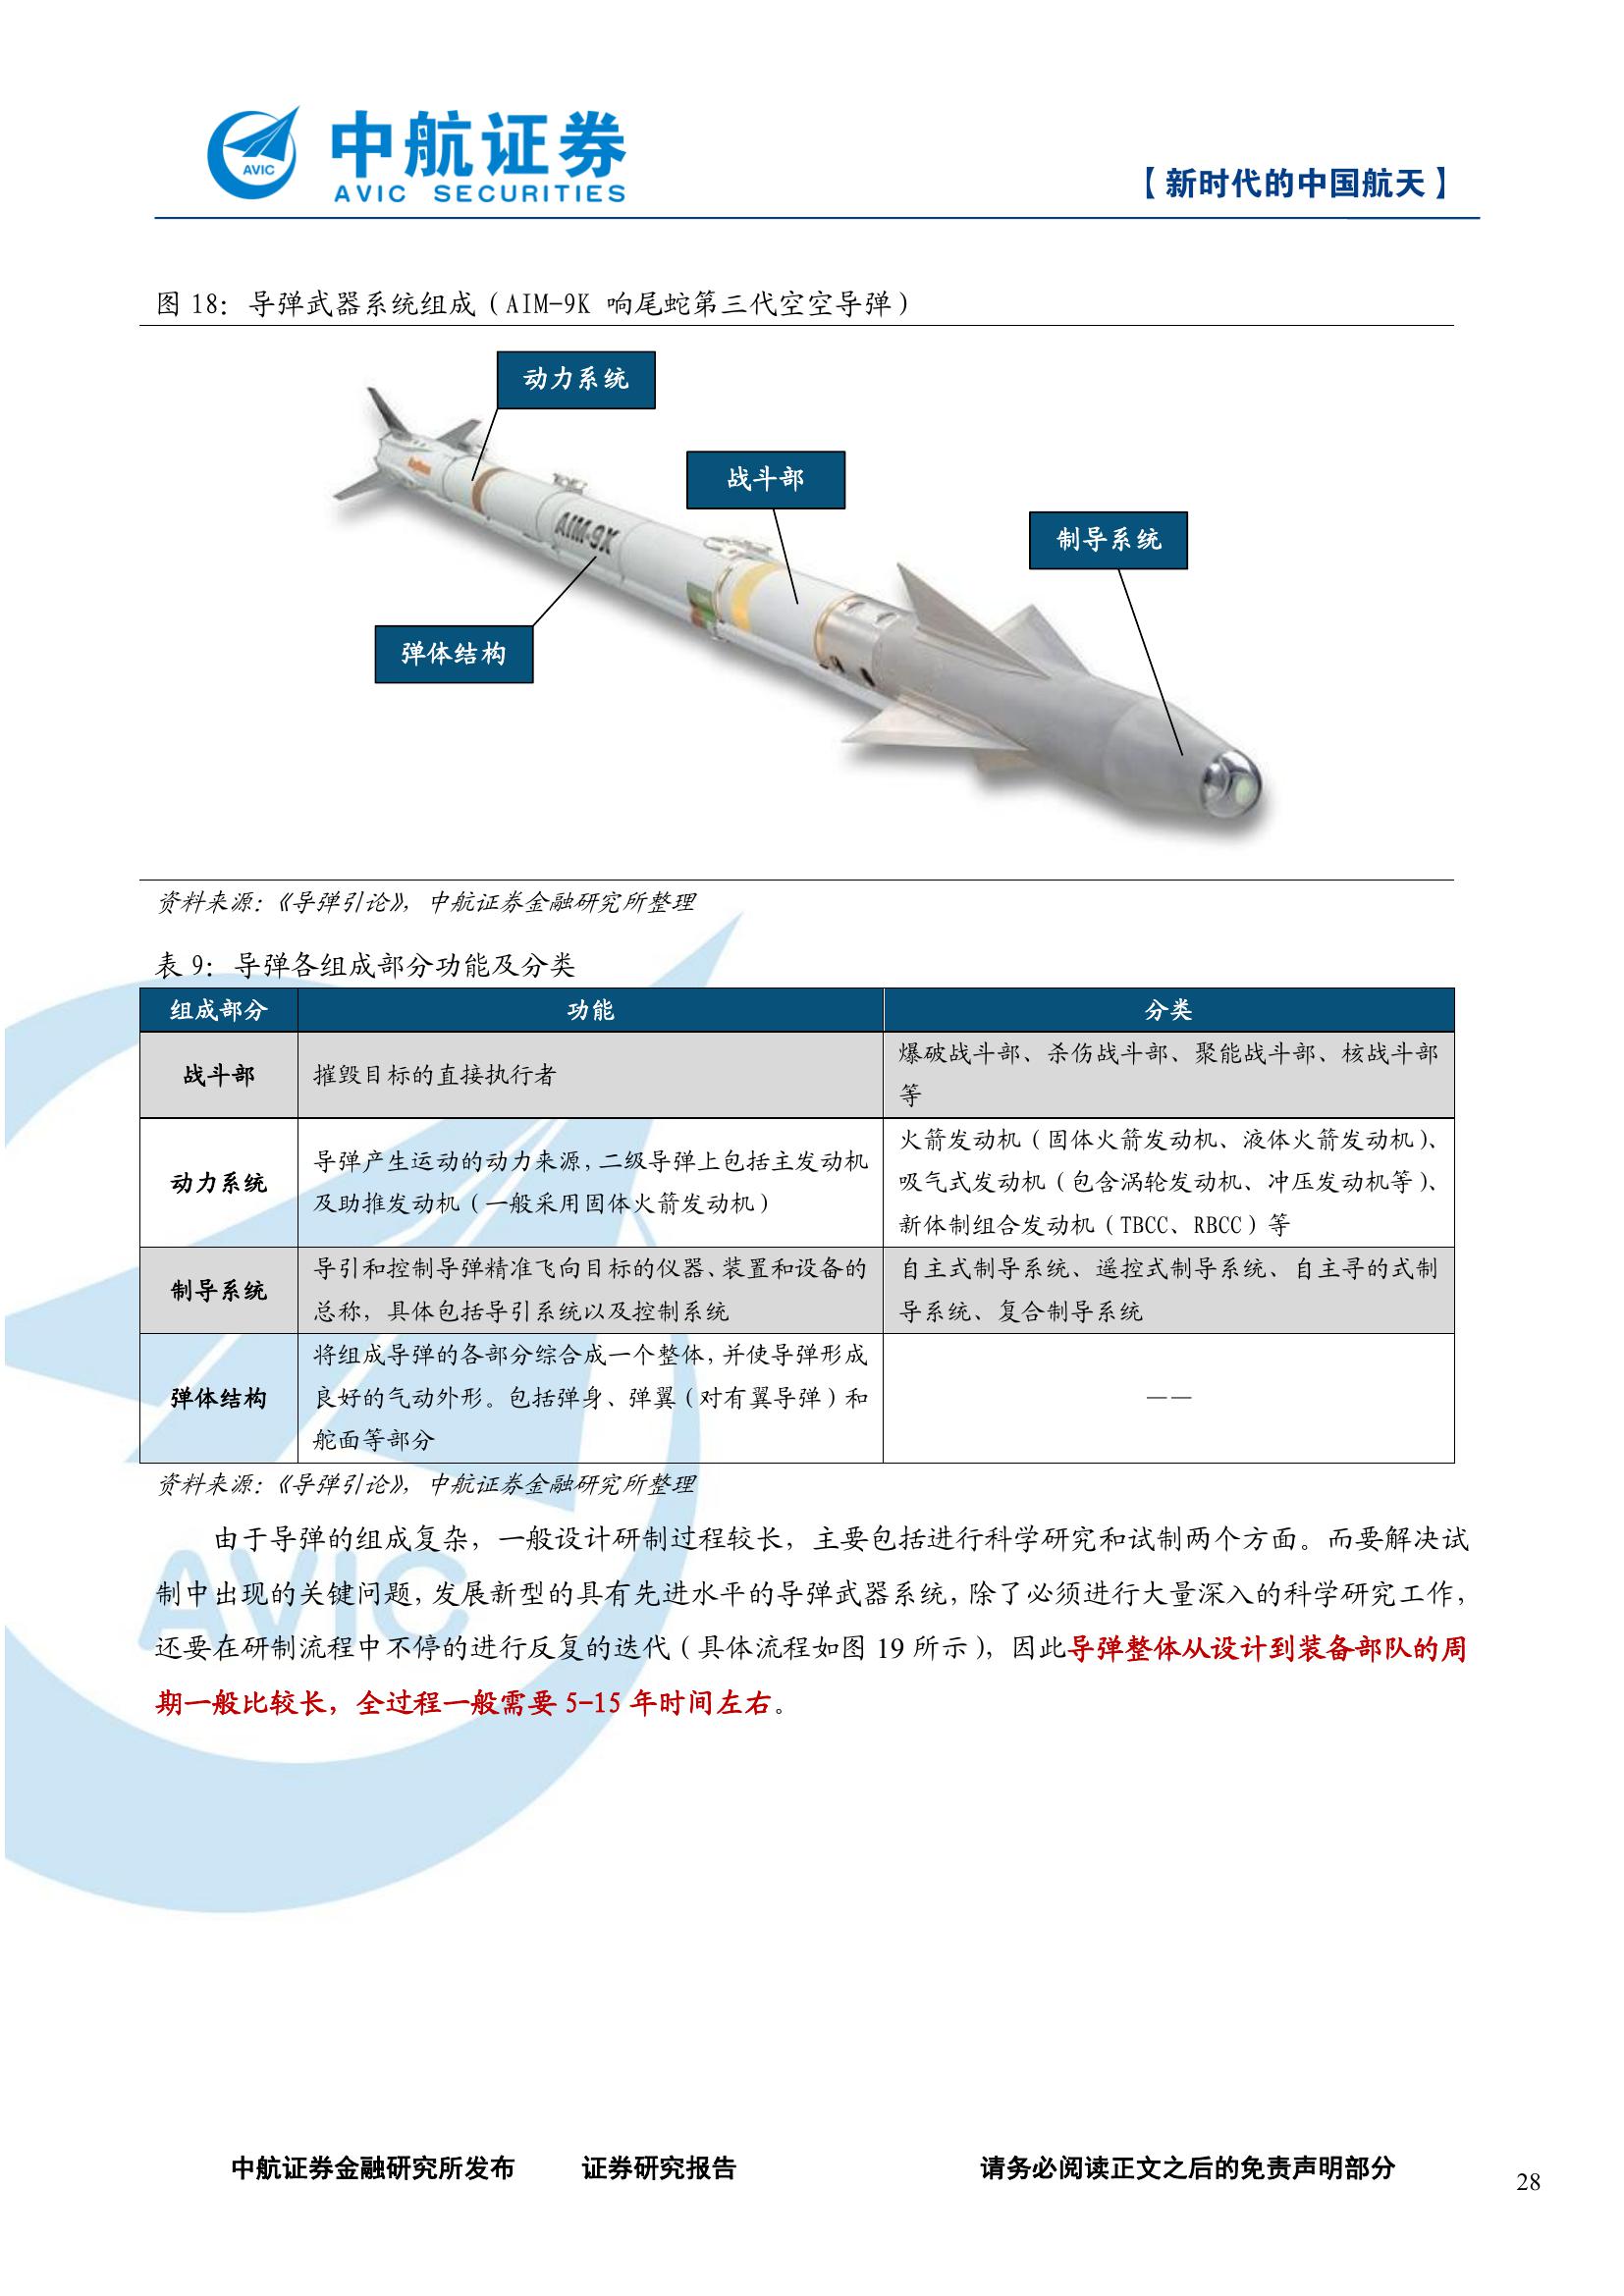 AVIC
中航证券
AVIC SECURITIES
【新时代的中国航天】
图 18：导弹武器系统组成（AIM-9K 响尾蛇第三代空空导弹）
动力系统
战斗部
制导系统
AIM-9X
弹体结构
资料来源：《导弹引论》，中航证券金融研究所整理
表 9：导弹各组成部分功能及分类
组成部分 功能 分类
战斗部 摧毁目标的直接执行者 爆破战斗部、杀伤战斗部、聚能战斗部、核战斗部
等
动力系统 导弹产生运动的动力来源，二级导弹上包括主发动机
及助推发动机（一般采用固体火箭发动机）
火箭发动机（固体火箭发动机、液体火箭发动机）、
吸气式发动机（包含涡轮发动机、冲压发动机等）、
新体制组合发动机（TBCC、RBCC）等
制导系统 导引和控制导弹精准飞向目标的仪器、装置和设备的
总称，具体包括导引系统以及控制系统
自主式制导系统、遥控式制导系统、自主寻的式制
导系统、复合制导系统
弹体结构 将组成导弹的各部分综合成一个整体，并使导弹形成
良好的气动外形。包括弹身、弹翼（对有翼导弹）和
舵面等部分
——
资料来源：《导弹引论》，中航证券金融研究所整理
由于导弹的组成复杂，一般设计研制过程较长，主要包括进行科学研究和试制两个方面。而要解决试
制中出现的关键问题，发展新型的具有先进水平的导弹武器系统，除了必须进行大量深入的科学研究工作，
还要在研制流程中不停的进行反复的迭代（具体流程如图 19 所示），因此导弹整体从设计到装备部队的周
期一般比较长，全过程一般需要 5-15 年时间左右。
AVIC
中航证券金融研究所发布 证券研究报告 请务必阅读正文之后的免责声明部分
28